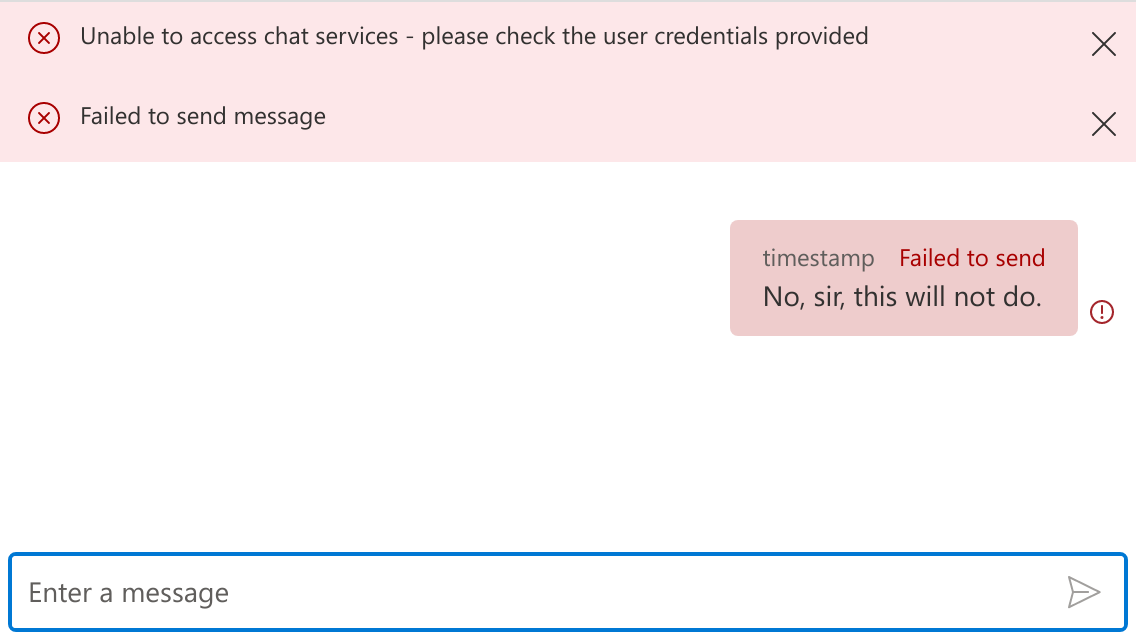 Unable to access chat services - please check the user credentials provided
Failed to send message
timestamp Failed to send
No, sir, this will not do.
Enter a message